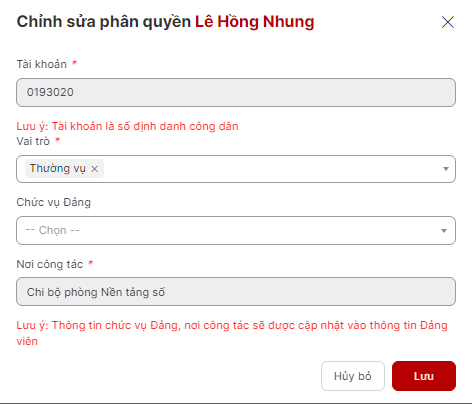 Chỉnh sửa phân quyền Lê Hồng Nhung
Tài khoản *
0193020
Lưu ý: Tài khoản là số định danh công dân
Vai trò *
Thường vụ ×
Chức vụ Đảng
-- Chọn --
Nơi công tác *
Chi bộ phòng Nền tảng số
Lưu ý: Thông tin chức vụ Đảng, nơi công tác sẽ được cập nhật vào thông tin Đảng
viên
Hủy bỏ
Lưu